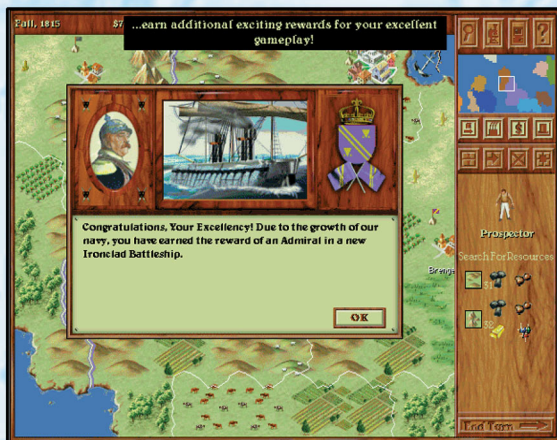 Fall, 1815
$7
...earn additional exciting rewards for your excellent
gameplay!
Congratulations, Your Excellency! Due to the growth of our
navy, you have earned the reward of an Admiral in a new
Ironclad Battleship.
OK
Prospector
Search For Resources
End Turn